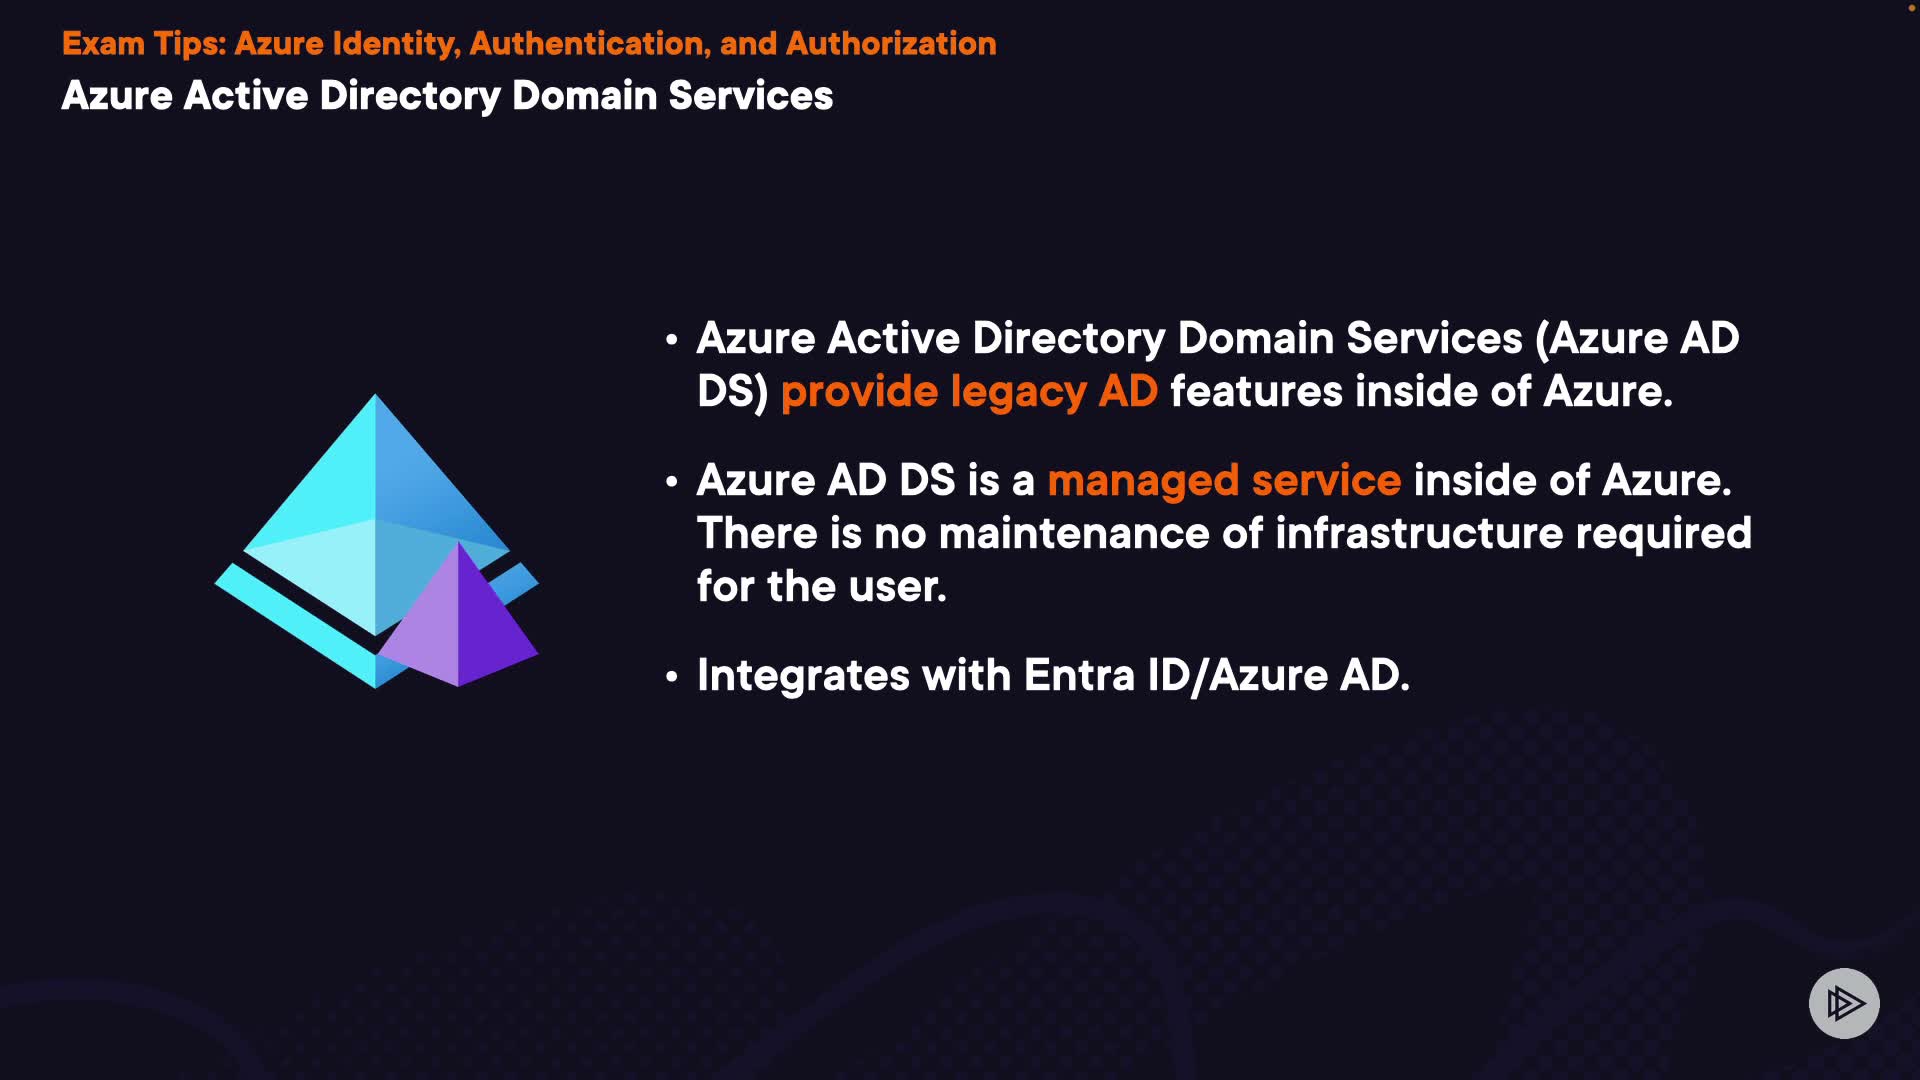 Exam Tips: Azure Identity, Authentication, and Authorization
Azure Active Directory Domain Services
• Azure Active Directory Domain Services (Azure AD
DS) provide legacy AD features inside of Azure.
• Azure AD DS is a managed service inside of Azure.
There is no maintenance of infrastructure required
for the user.
• Integrates with Entra ID/Azure AD.